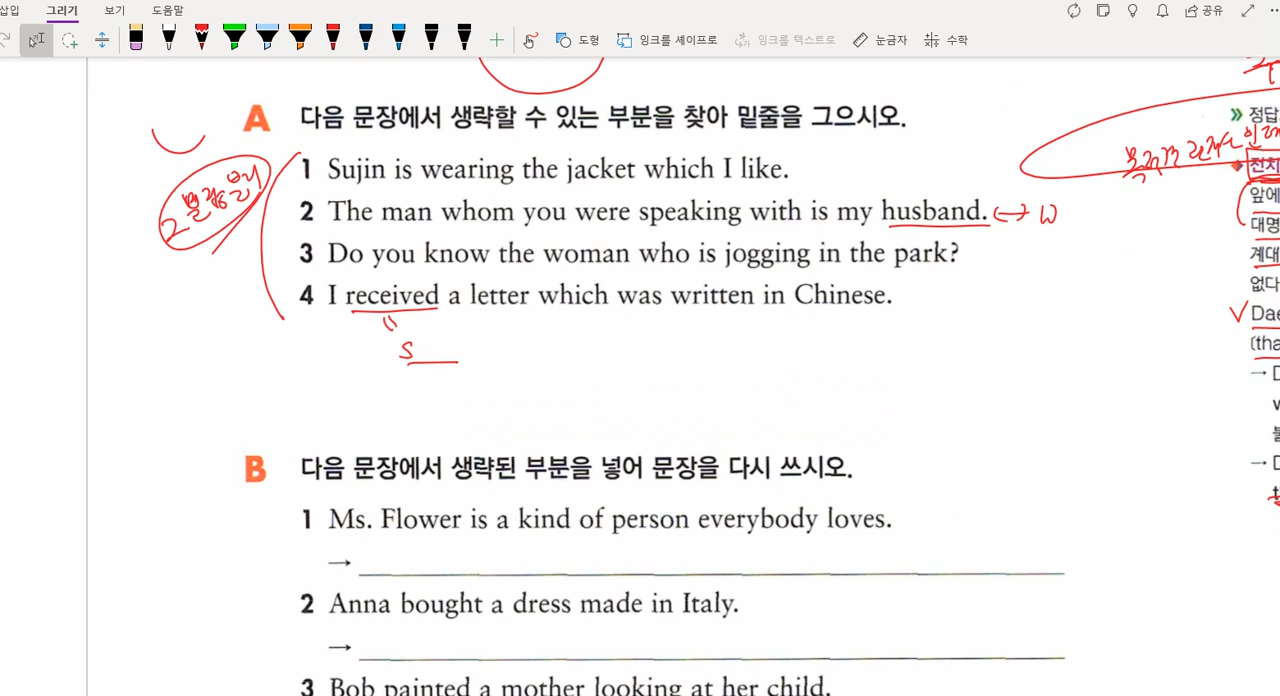 삽입 그리기 보기 도움말 공유
도형 잉크를 셰이프로 잉크를 텍스트로 눈금자 수학
A 다음 문장에서 생략할 수 있는 부분을 찾아 밑줄을 그으시오.
1 Sujin is wearing the jacket which I like.
2 The man whom you were speaking with is my husband. ↔ W
3 Do you know the woman who is jogging in the park?
4 I received a letter which was written in Chinese.
S
B 다음 문장에서 생략된 부분을 넣어 문장을 다시 쓰시오.
1 Ms. Flower is a kind of person everybody loves.
→
2 Anna bought a dress made in Italy.
→
3 Bob painted a mother looking at her child.
» 정답
전치
앞에
대명
계대
없다
Dae
(tha
→
→